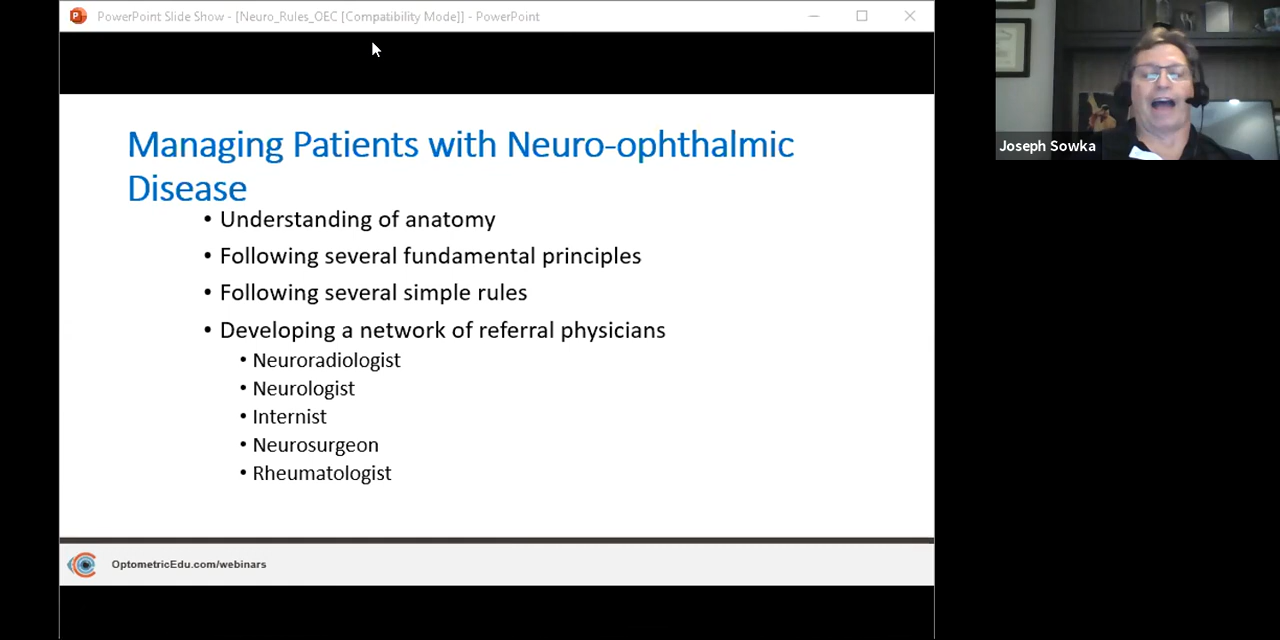 PowerPoint Slide Show - [Neuro_Rules_OEC [Compatibility Mode]] - PowerPoint
Managing Patients with Neuro-ophthalmic
Disease
• Understanding of anatomy
• Following several fundamental principles
• Following several simple rules
• Developing a network of referral physicians
• Neuroradiologist
• Neurologist
• Internist
• Neurosurgeon
• Rheumatologist
OptometricEdu.com/webinars
Joseph Sowka